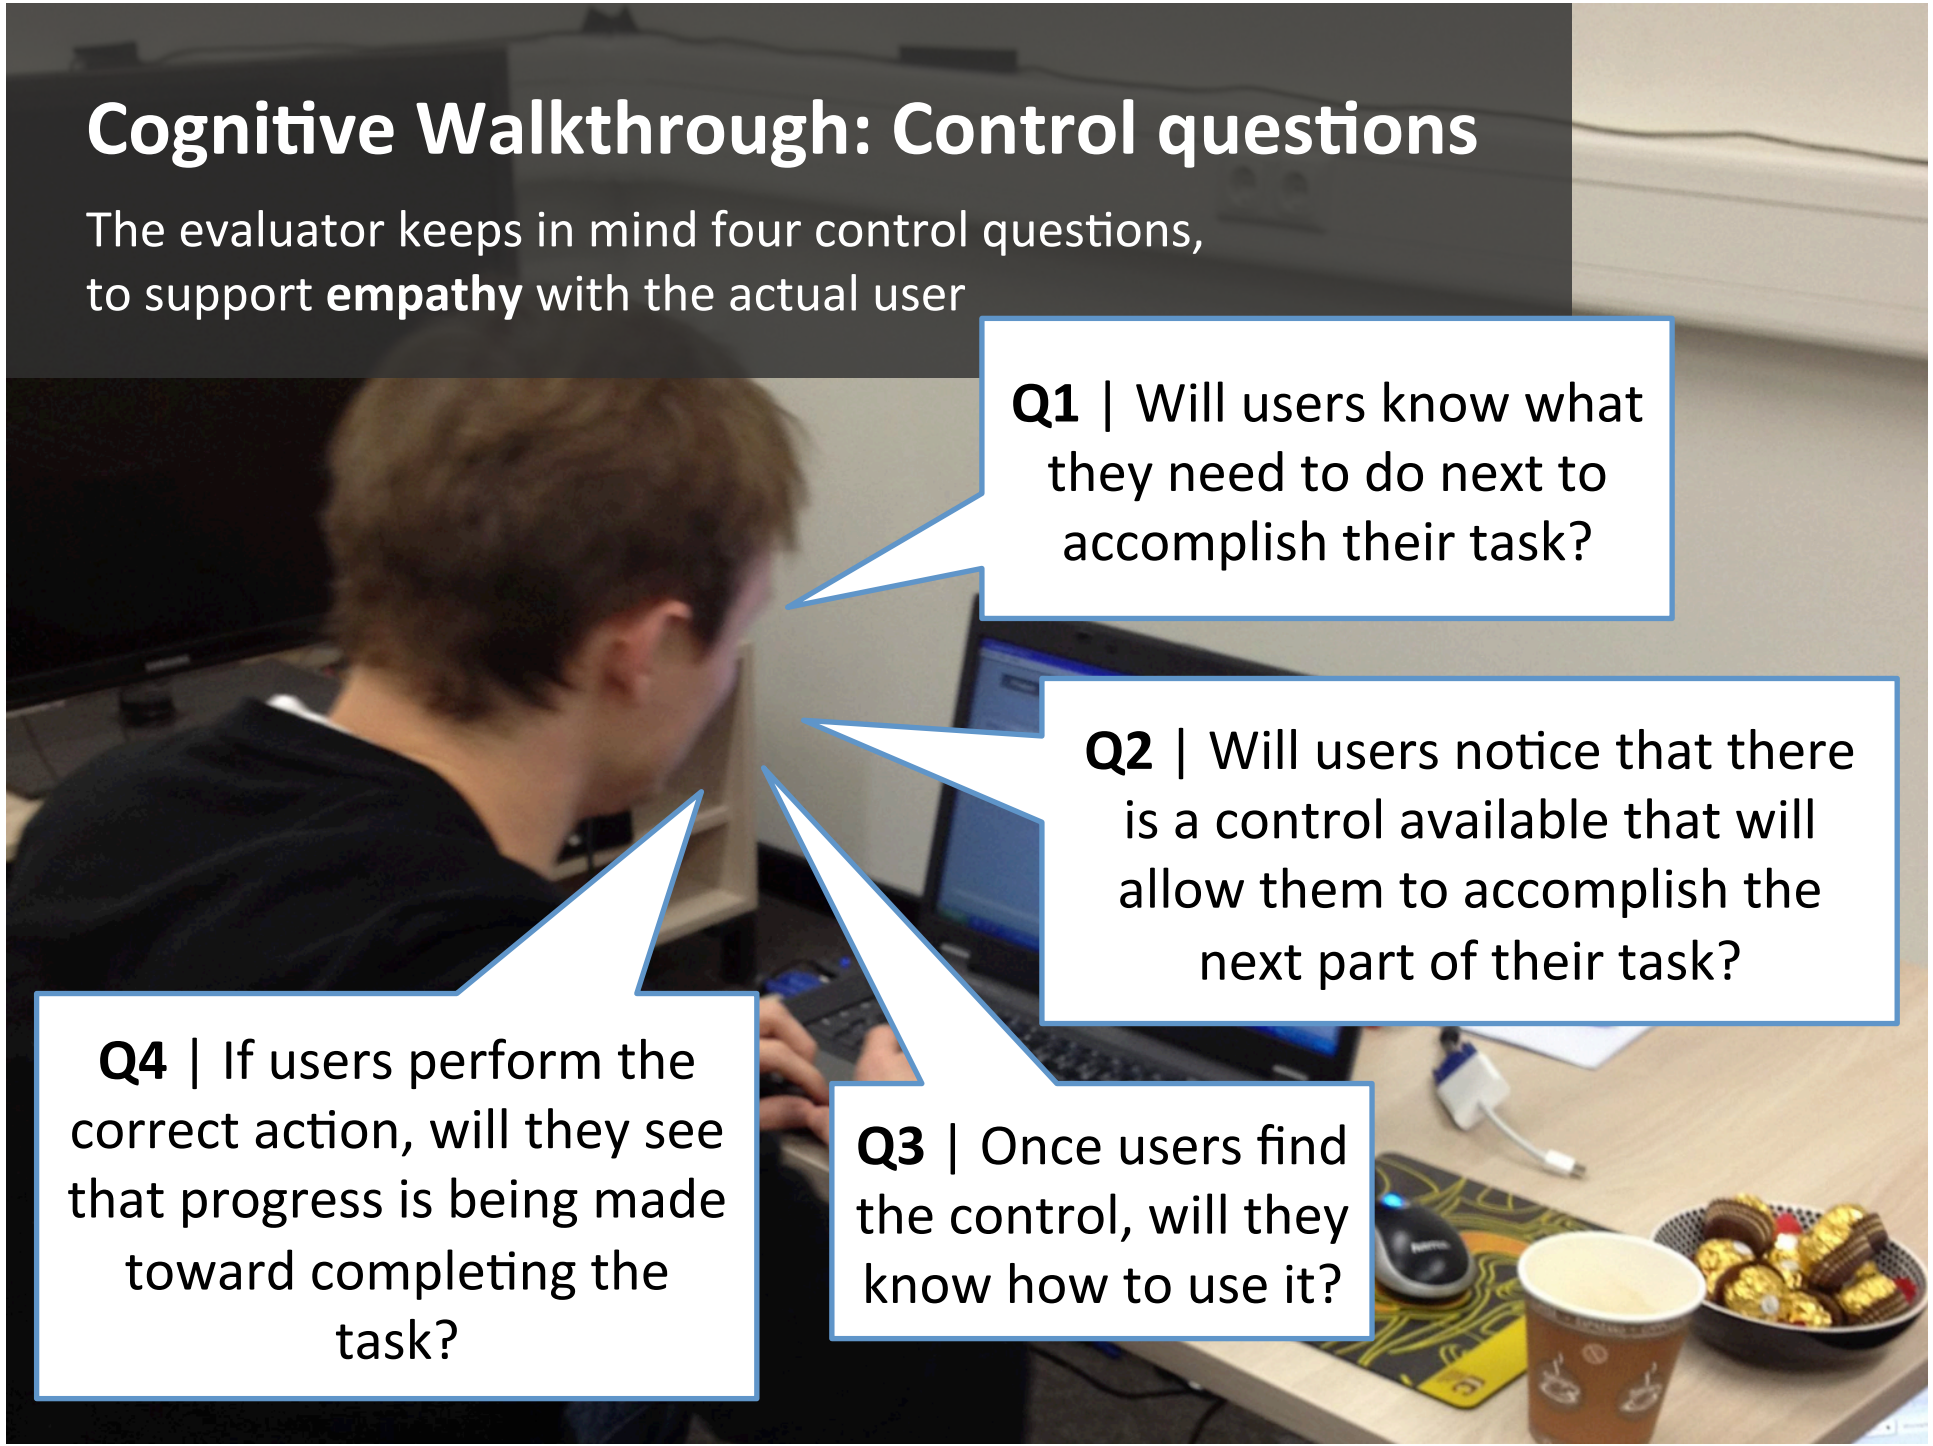 Cognitive Walkthrough: Control questions
The evaluator keeps in mind four control questions,
to support empathy with the actual user
Q1 | Will users know what
they need to do next to
accomplish their task?
Q2 | Will users notice that there
is a control available that will
allow them to accomplish the
next part of their task?
Q3 | Once users find
the control, will they
know how to use it?
Q4 | If users perform the
correct action, will they see
that progress is being made
toward completing the
task?